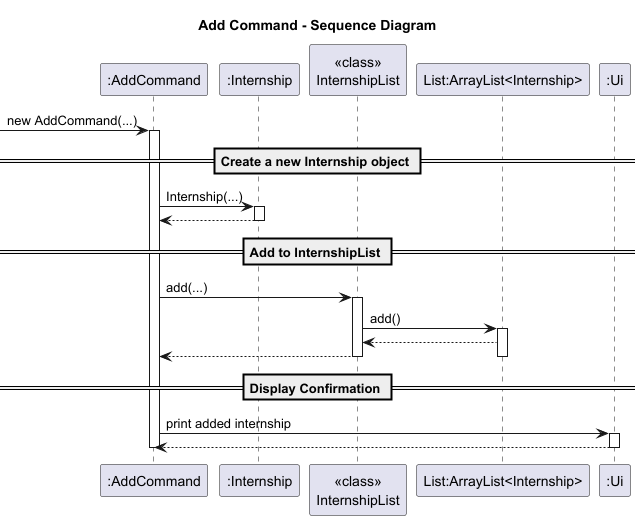 Add Command - Sequence Diagram
«class»
:AddCommand :Internship InternshipList List:ArrayList<Internship> :Ui
new AddCommand(...)
Create a new Internship object
Internship(...)
Add to InternshipList
add(...)
add()
Display Confirmation
print added internship
«class»
:AddCommand :Internship InternshipList List:ArrayList<Internship> :Ui